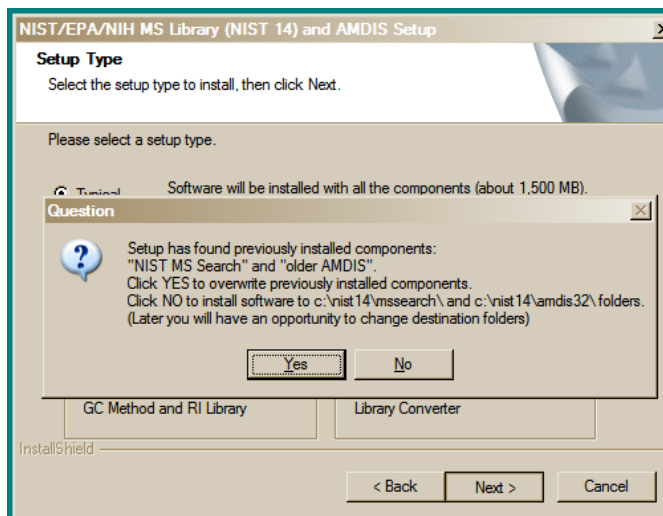 NIST/EPA/NIH MS Library (NIST 14) and AMDIS Setup
Setup Type
Select the setup type to install, then click Next.
Please select a setup type.
Typical
Software will be installed with all the components (about 1,500 MB).
Question
Setup has found previously installed components:
"NIST MS Search" and "older AMDIS".
Click YES to overwrite previously installed components.
Click NO to install software to c:\nist14\mssearch\ and c:\nist14\amdis32\ folders.
(Later you will have an opportunity to change destination folders)
Yes
No
GC Method and RI Library
Library Converter
InstallShield
< Back
Next >
Cancel